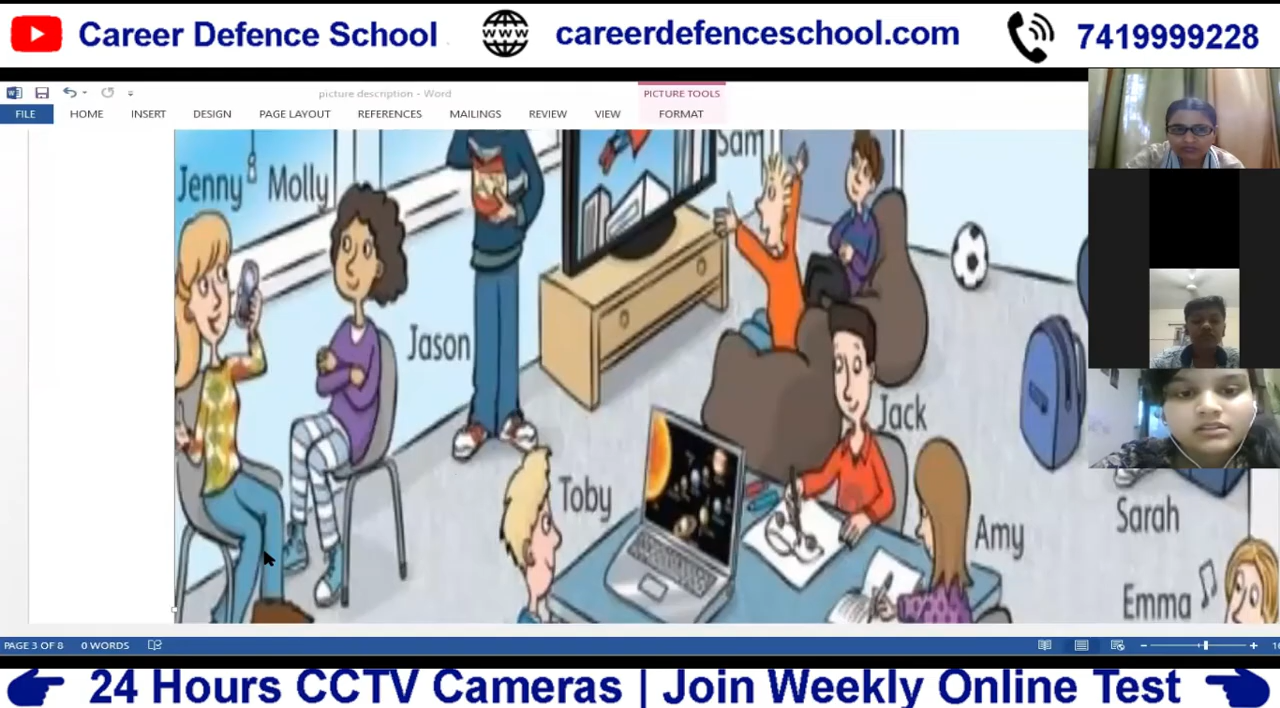 Career Defence School
www
careerdefenceschool.com
7419999228
picture description - Word
PICTURE TOOLS
FILE HOME INSERT DESIGN PAGE LAYOUT REFERENCES MAILINGS REVIEW VIEW FORMAT
Jenny Molly
Sam
Jason
Jack
Toby
Amy
Sarah
Emma
PAGE 3 OF 8 0 WORDS
24 Hours CCTV Cameras | Join Weekly Online Test